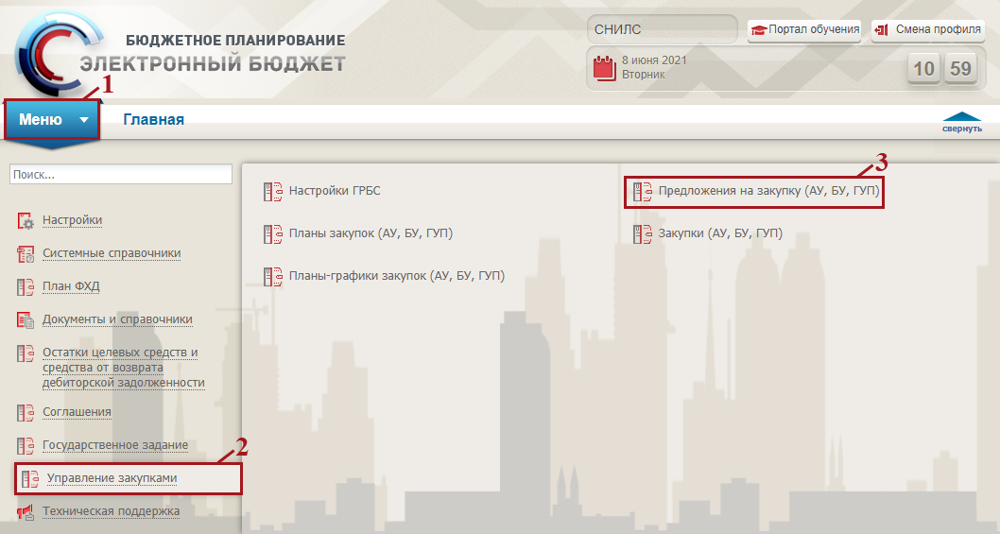 БЮДЖЕТНОЕ ПЛАНИРОВАНИЕ
ЭЛЕКТРОННЫЙ БЮДЖЕТ
СНИЛС
Портал обучения
Смена профиля
8 июня 2021
Вторник
10 59
1
Меню
Главная
свернуть
Поиск...
Настройки
Системные справочники
План ФХД
Документы и справочники
Остатки целевых средств и
средства от возврата
дебиторской задолженности
Соглашения
Государственное задание
2
Управление закупками
Техническая поддержка
Настройки ГРБС
Планы закупок (АУ, БУ, ГУП)
Планы-графики закупок (АУ, БУ, ГУП)
3
Предложения на закупку (АУ, БУ, ГУП)
Закупки (АУ, БУ, ГУП)